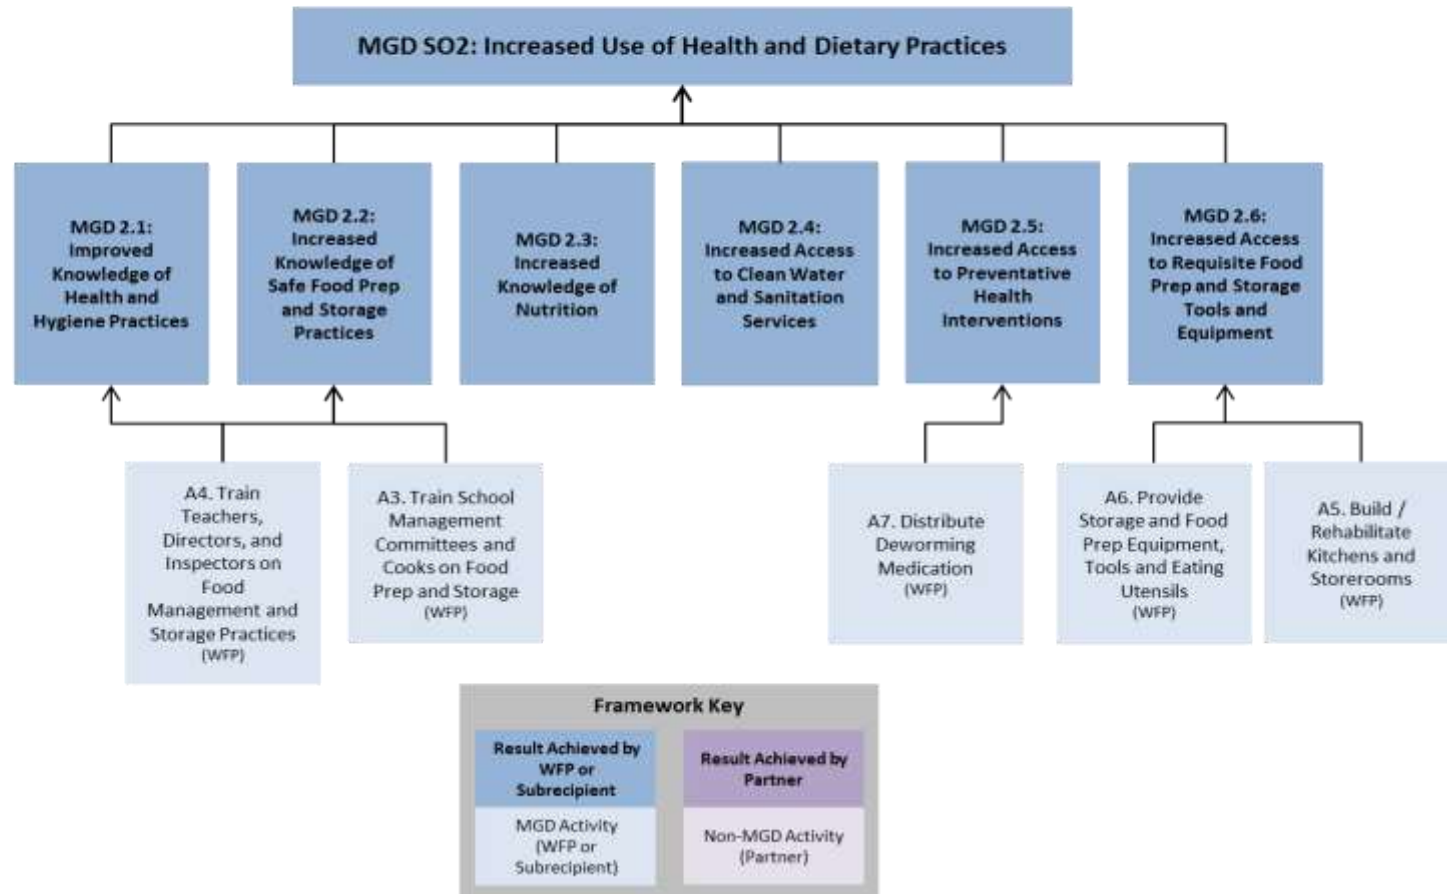 MGD SO2: Increased Use of Health and Dietary Practices
MGD 2.1:
Improved
Knowledge of
Health and
Hygiene Practices
MGD 2.2:
Increased
Knowledge of
Safe Food Prep
and Storage
Practices
MGD 2.3:
Increased
Knowledge of
Nutrition
MGD 2.4:
Increased Access
to Clean Water
and Sanitation
Services
MGD 2.5:
Increased Access
to Preventative
Health
Interventions
MGD 2.6:
Increased Access
to Requisite Food
Prep and Storage
Tools and
Equipment
A4. Train
Teachers,
Directors, and
Inspectors on
Food
Management and
Storage Practices
(WFP)
A3. Train School
Management
Committees and
Cooks on Food
Prep and Storage
(WFP)
A7. Distribute
Deworming
Medication
(WFP)
A6. Provide
Storage and Food
Prep Equipment,
Tools and Eating
Utensils
(WFP)
A5. Build /
Rehabilitate
Kitchens and
Storerooms
(WFP)
Framework Key
Result Achieved by
WFP or
Subrecipient
Result Achieved by
Partner
MGD Activity
(WFP or
Subrecipient)
Non-MGD Activity
(Partner)